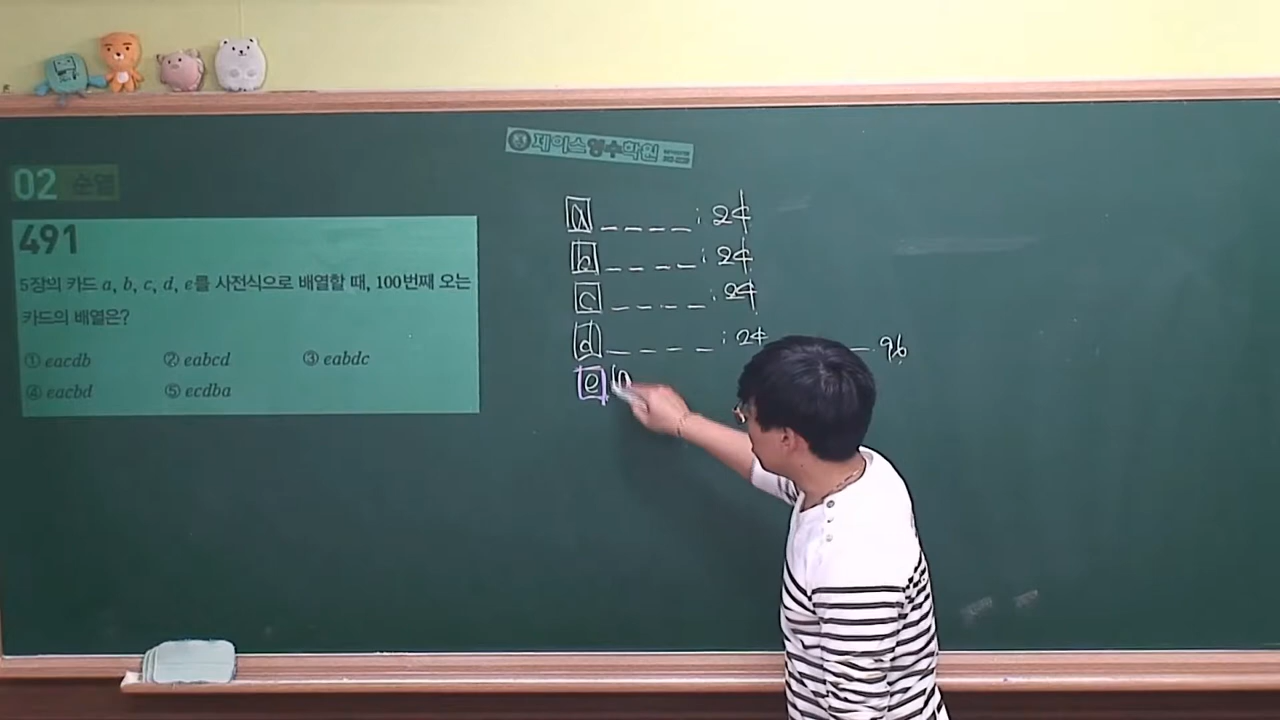 제이스영수학원
02 순열
491
5장의 카드 a, b, c, d, e를 사전식으로 배열할 때, 100번째 오는
카드의 배열은?
① eacdb ② eabcd ③ eabdc
④ eacbd ⑤ ecdba
a _ _ _ _ : 24
b _ _ _ _ : 24
c _ _ _ _ : 24
d _ _ _ _ : 24 — 96
e